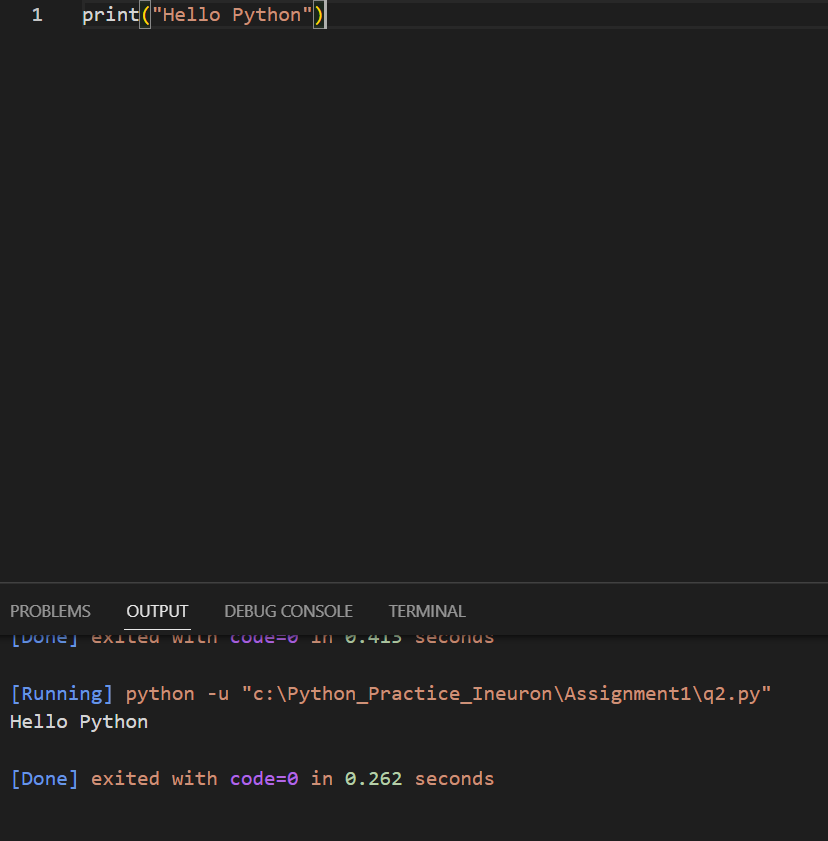 1 print("Hello Python")
PROBLEMS OUTPUT DEBUG CONSOLE TERMINAL
[Done] exited with code=0 in 0.413 seconds
[Running] python -u "c:\Python_Practice_Ineuron\Assignment1\q2.py"
Hello Python
[Done] exited with code=0 in 0.262 seconds